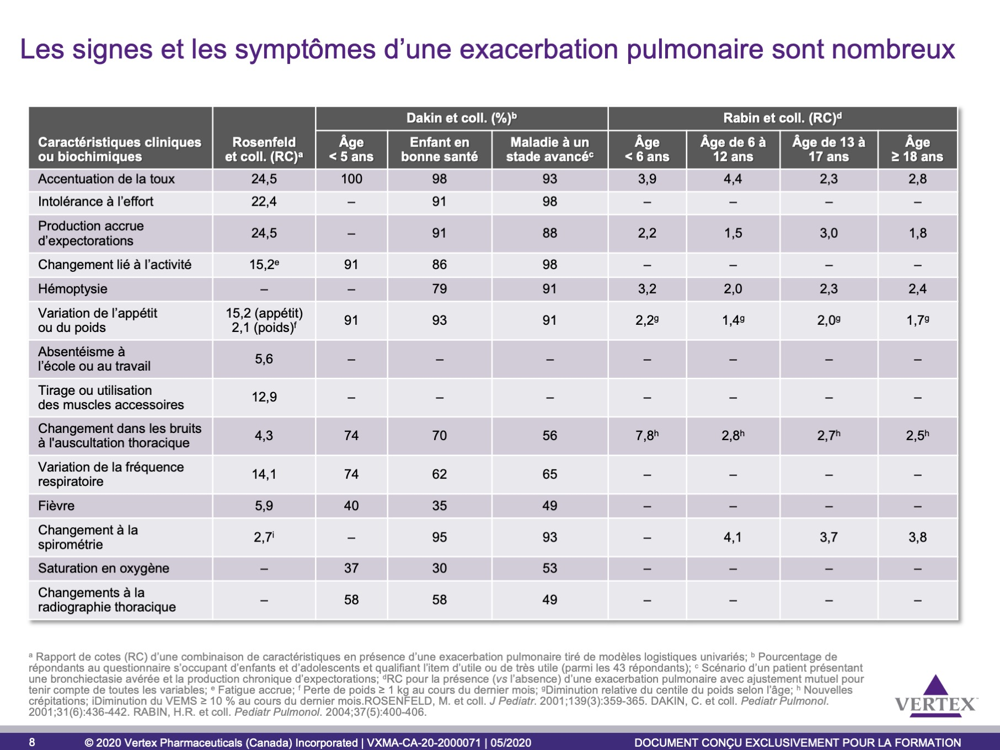 Les signes et les symptômes d’une exacerbation pulmonaire sont nombreux
Caractéristiques cliniques
ou biochimiques
Rosenfeld
et coll. (RC)ᵃ
Dakin et coll. (%)ᵇ
Rabin et coll. (RC)ᵈ
Âge
< 5 ans
Enfant en
bonne santé
Maladie à un
stade avancéᶜ
Âge
< 6 ans
Âge de 6 à
12 ans
Âge de 13 à
17 ans
Âge
≥ 18 ans
Accentuation de la toux 24,5 100 98 93 3,9 4,4 2,3 2,8
Intolérance à l’effort 22,4 – 91 98 – – – –
Production accrue
d’expectorations 24,5 – 91 88 2,2 1,5 3,0 1,8
Changement lié à l’activité 15,2ᵉ 91 86 98 – – – –
Hémoptysie – – 79 91 3,2 2,0 2,3 2,4
Variation de l’appétit
ou du poids
15,2 (appétit)
2,1 (poids)ᶠ
91 93 91 2,2ᵍ 1,4ᵍ 2,0ᵍ 1,7ᵍ
Absentéisme à
l’école ou au travail 5,6 – – – – – – –
Tirage ou utilisation
des muscles accessoires 12,9 – – – – – – –
Changement dans les bruits
à l'auscultation thoracique 4,3 74 70 56 7,8ʰ 2,8ʰ 2,7ʰ 2,5ʰ
Variation de la fréquence
respiratoire 14,1 74 62 65 – – – –
Fièvre 5,9 40 35 49 – – – –
Changement à la
spirométrie 2,7ⁱ – 95 93 – 4,1 3,7 3,8
Saturation en oxygène – 37 30 53 – – – –
Changements à la
radiographie thoracique – 58 58 49 – – – –
ᵃ Rapport de cotes (RC) d’une combinaison de caractéristiques en présence d’une exacerbation pulmonaire tiré de modèles logistiques univariés; ᵇ Pourcentage de
répondants au questionnaire s’occupant d’enfants et d’adolescents et qualifiant l’item d’utile ou de très utile (parmi les 43 répondants); ᶜ Scénario d’un patient présentant
une bronchiectasie avérée et la production chronique d’expectorations; ᵈRC pour la présence (vs l’absence) d’une exacerbation pulmonaire avec ajustement mutuel pour
tenir compte de toutes les variables; ᵉ Fatigue accrue; ᶠ Perte de poids ≥ 1 kg au cours du dernier mois; ᵍDiminution relative du centile du poids selon l’âge; ʰ Nouvelles
crépitations; iDiminution du VEMS ≥ 10 % au cours du dernier mois.ROSENFELD, M. et coll. J Pediatr. 2001;139(3):359-365. DAKIN, C. et coll. Pediatr Pulmonol.
2001;31(6):436-442. RABIN, H.R. et coll. Pediatr Pulmonol. 2004;37(5):400-406.
VERTEX™
8 © 2020 Vertex Pharmaceuticals (Canada) Incorporated | VXMA-CA-20-2000071 | 05/2020 DOCUMENT CONÇU EXCLUSIVEMENT POUR LA FORMATION